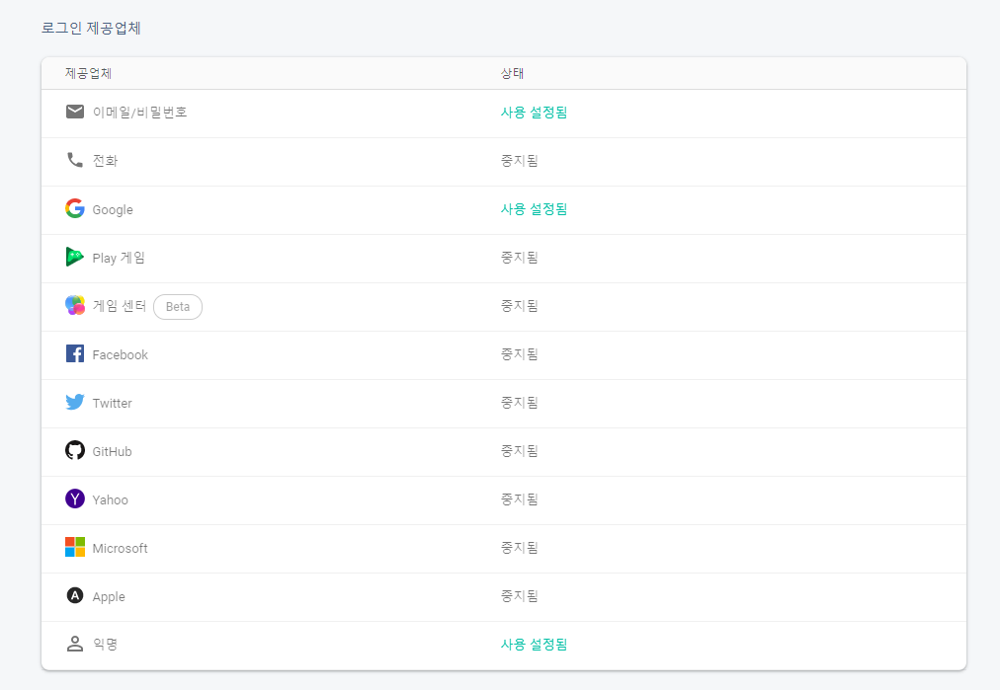 로그인 제공업체
제공업체 상태
이메일/비밀번호 사용 설정됨
전화 중지됨
Google 사용 설정됨
Play 게임 중지됨
게임 센터 Beta 중지됨
Facebook 중지됨
Twitter 중지됨
GitHub 중지됨
Yahoo 중지됨
Microsoft 중지됨
Apple 중지됨
익명 사용 설정됨